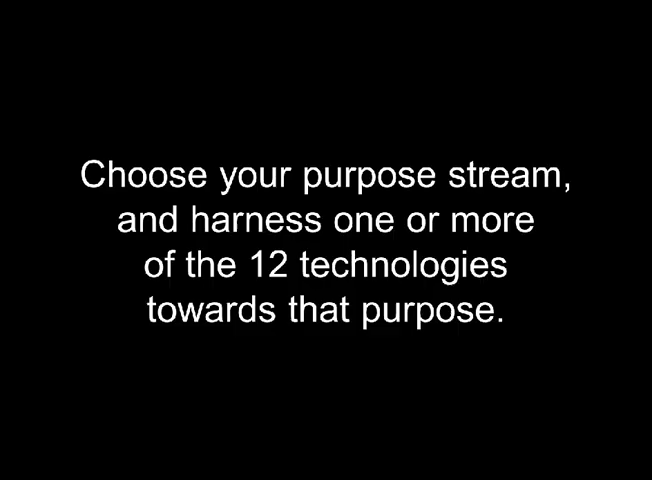 Choose your purpose stream,
and harness one or more
of the 12 technologies
towards that purpose.